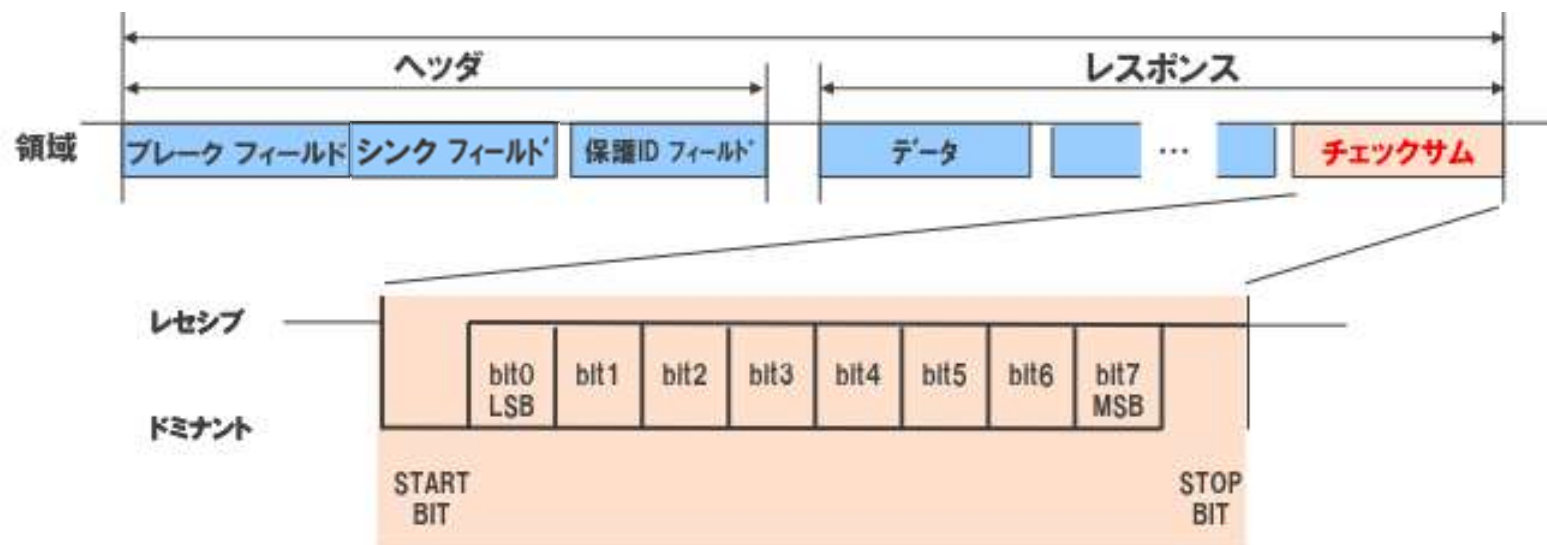 ヘッダ
レスポンス
領域
ブレーク フィールド
シンク フィールド
保護ID フィールド
データ
…
チェックサム
レセシブ
bit0
LSB
bit1
bit2
bit3
bit4
bit5
bit6
bit7
MSB
ドミナント
START
BIT
STOP
BIT